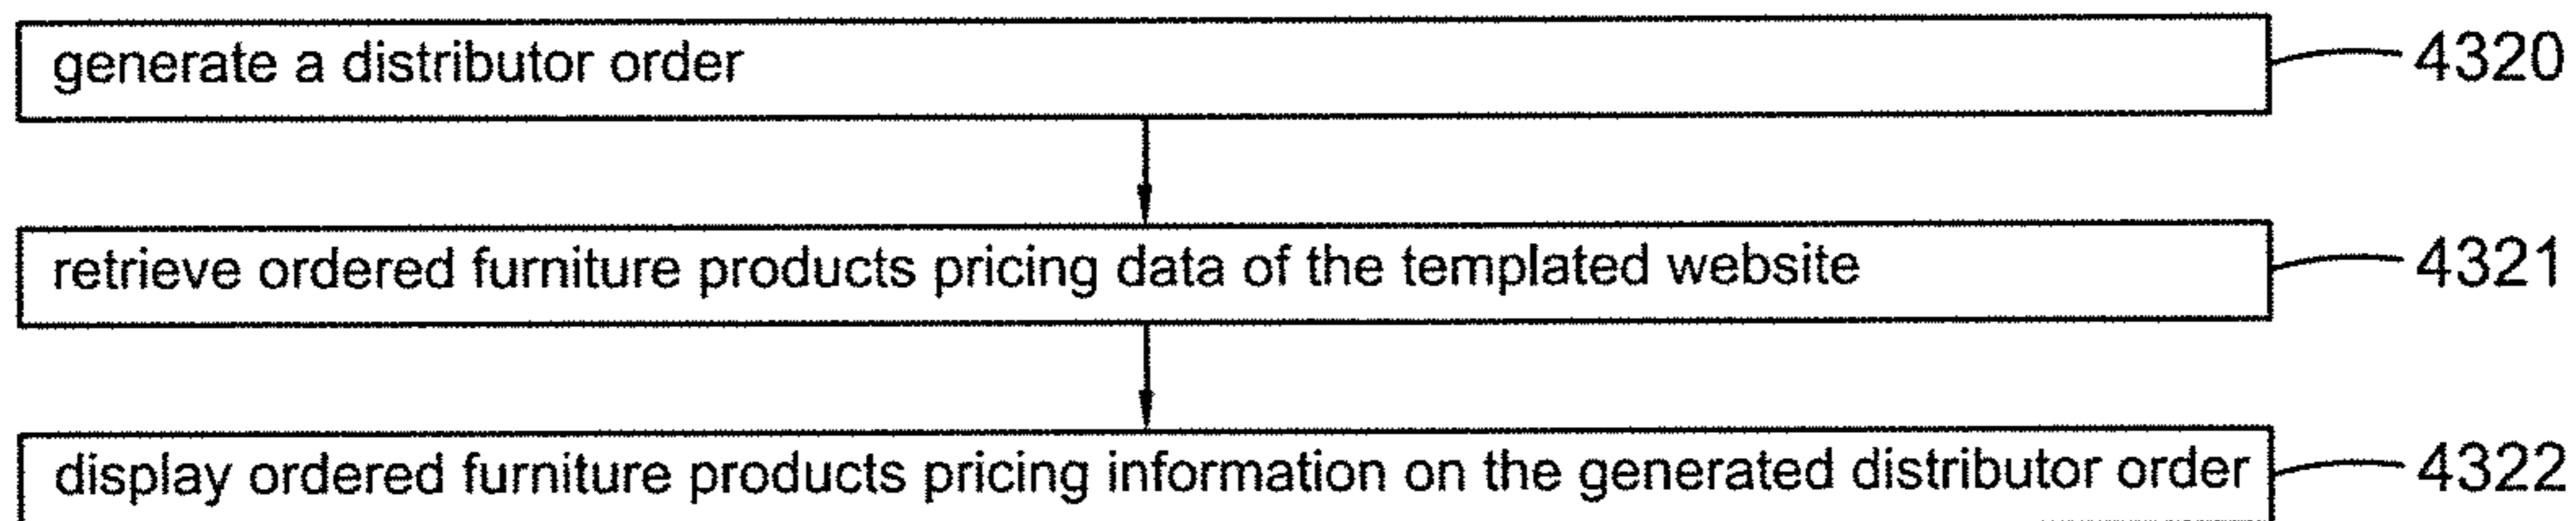 generate a distributor order 4320
retrieve ordered furniture products pricing data of the templated website 4321
display ordered furniture products pricing information on the generated distributor order 4322